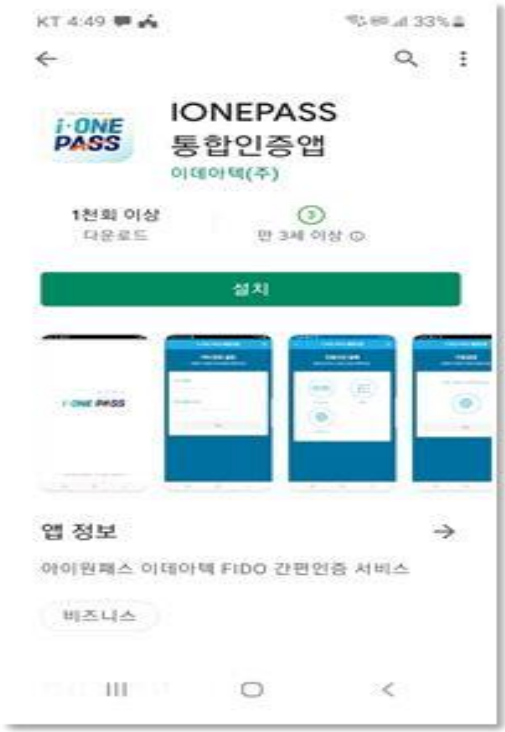 KT 4:49
33%
i·ONE
PASS
IONEPASS
통합인증앱
이데아텍(주)
1천회 이상
다운로드
3
만 3세 이상
설치
i·ONE PASS
앱 정보
아이원패스 이데아텍 FIDO 간편인증 서비스
비즈니스